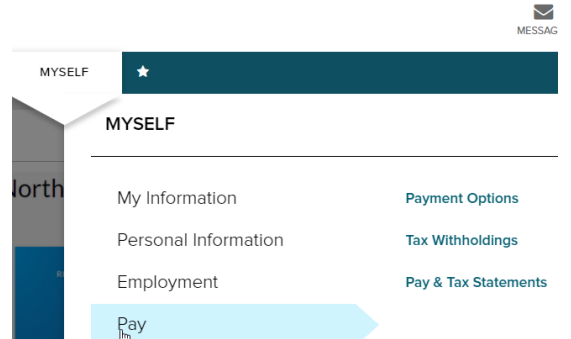 MESSAG
MYSELF
MYSELF
North
My Information
Payment Options
Personal Information
Tax Withholdings
Employment
Pay & Tax Statements
Pay